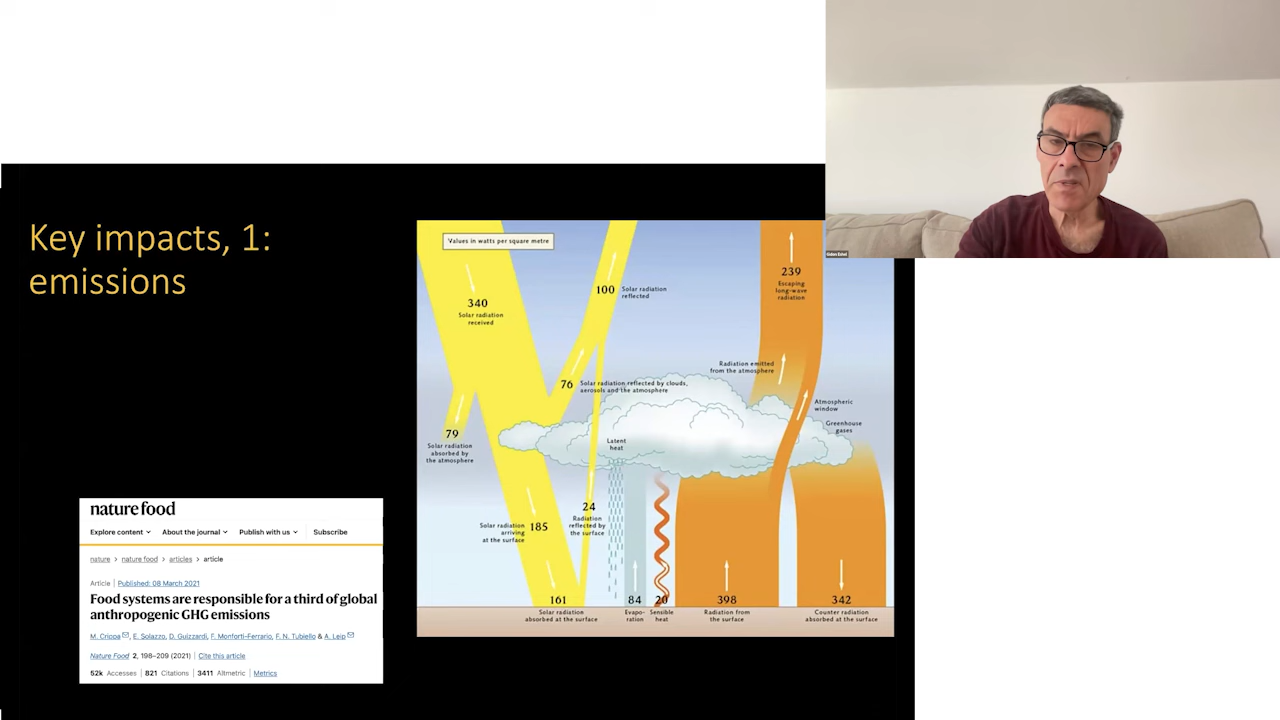 Key impacts, 1:
emissions
Values in watts per square metre
340
Solar radiation
received
100
Solar radiation
reflected
239
Escaping
long-wave
radiation
76
Solar radiation reflected by clouds,
aerosols and the atmosphere
Radiation emitted
from the atmosphere
Atmospheric
window
Greenhouse
gases
79
Solar radiation
absorbed by
the atmosphere
Latent
heat
Solar radiation
arriving
at the surface
185
24
Radiation
reflected by
the surface
161
Solar radiation
absorbed at the surface
84
Evapo-
ration
20
Sensible
heat
398
Radiation from
the surface
342
Counter radiation
absorbed at the surface
nature food
Explore content About the journal Publish with us Subscribe
nature > nature food > articles > article
Article | Published: 08 March 2021
Food systems are responsible for a third of global
anthropogenic GHG emissions
M. Crippa, E. Solazzo, D. Guizzardi, F. Monforti-Ferrario, F. N. Tubiello & A. Leip
Nature Food 2, 198–209 (2021) | Cite this article
52k Accesses | 821 Citations | 3411 Altmetric | Metrics